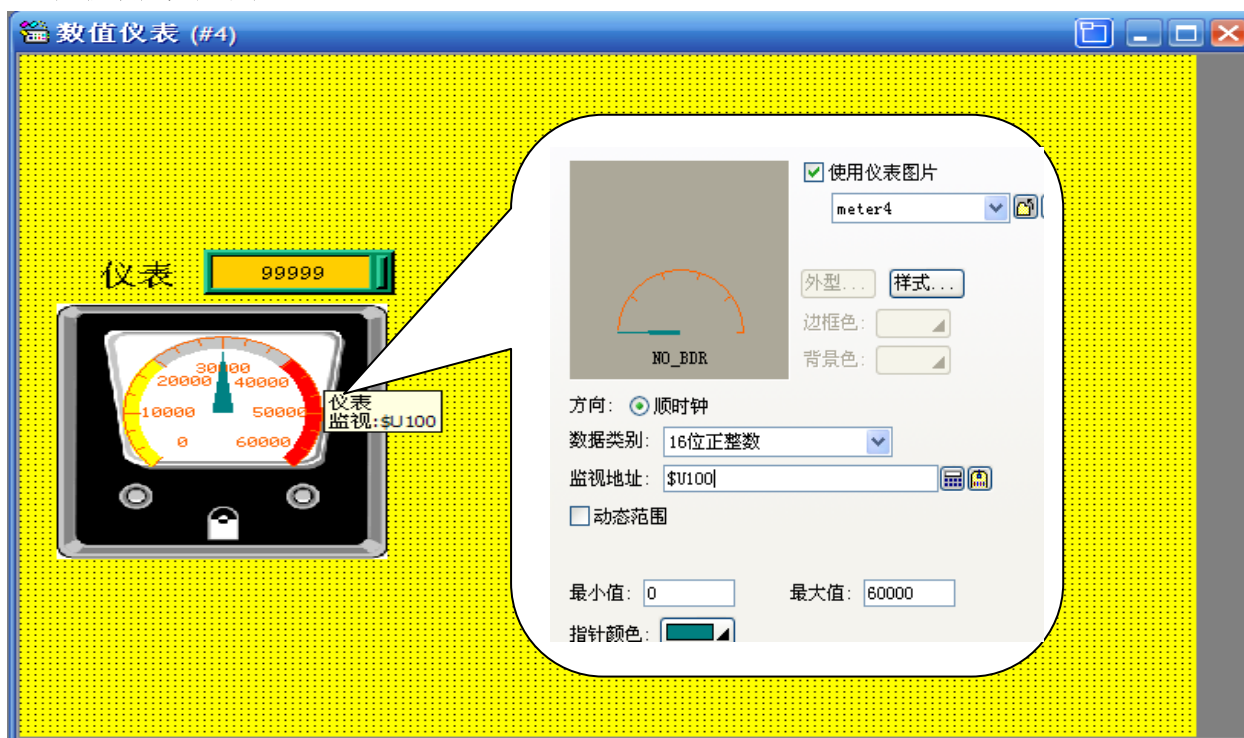 数值仪表 (#4)
仪表 99999
30000
20000 40000
10000 50000
0 60000
仪表
监视:$U100
使用仪表图片
meter4
外型... 样式...
边框色:
NO_BDR 背景色:
方向: 顺时钟
数据类别: 16位正整数
监视地址: $U100
动态范围
最小值: 0 最大值: 60000
指针颜色: